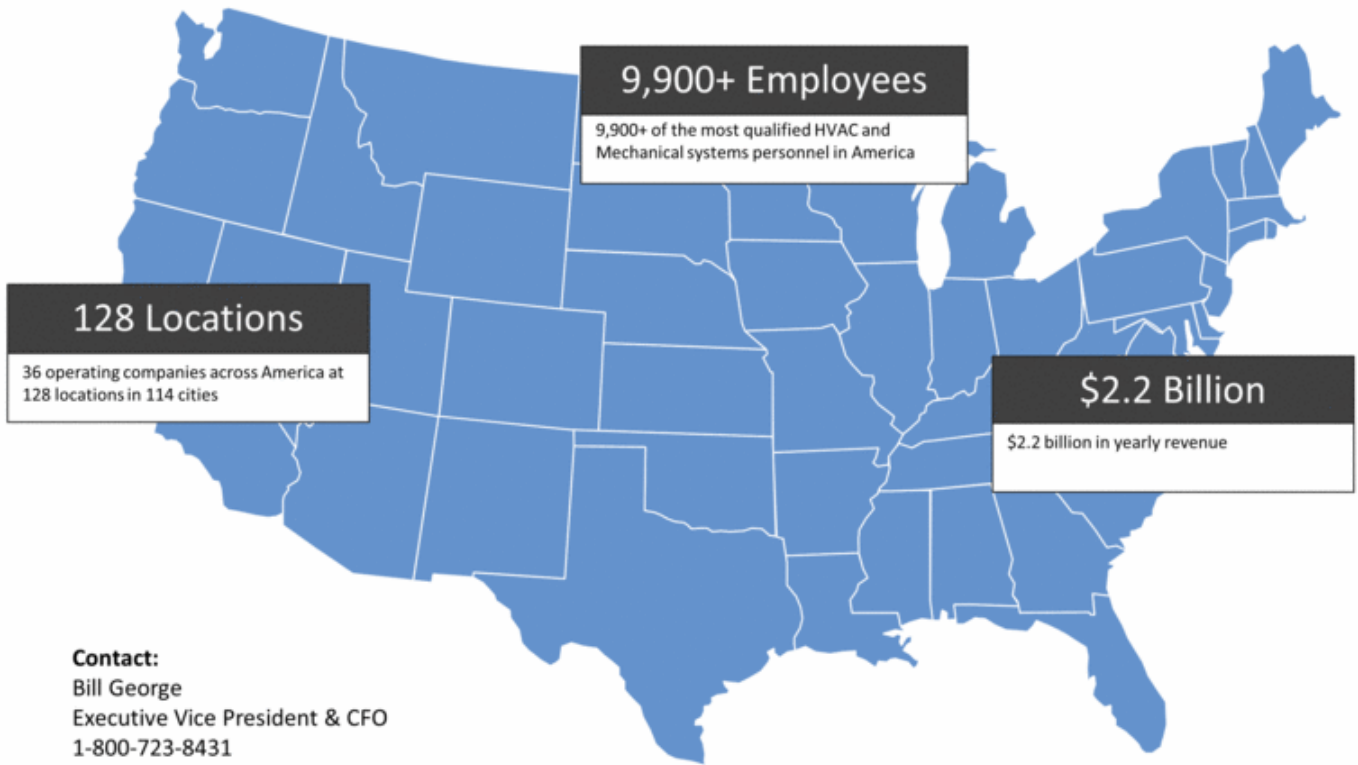 9,900+ Employees
9,900+ of the most qualified HVAC and
Mechanical systems personnel in America
128 Locations
36 operating companies across America at
128 locations in 114 cities
$2.2 Billion
$2.2 billion in yearly revenue
Contact:
Bill George
Executive Vice President & CFO
1-800-723-8431